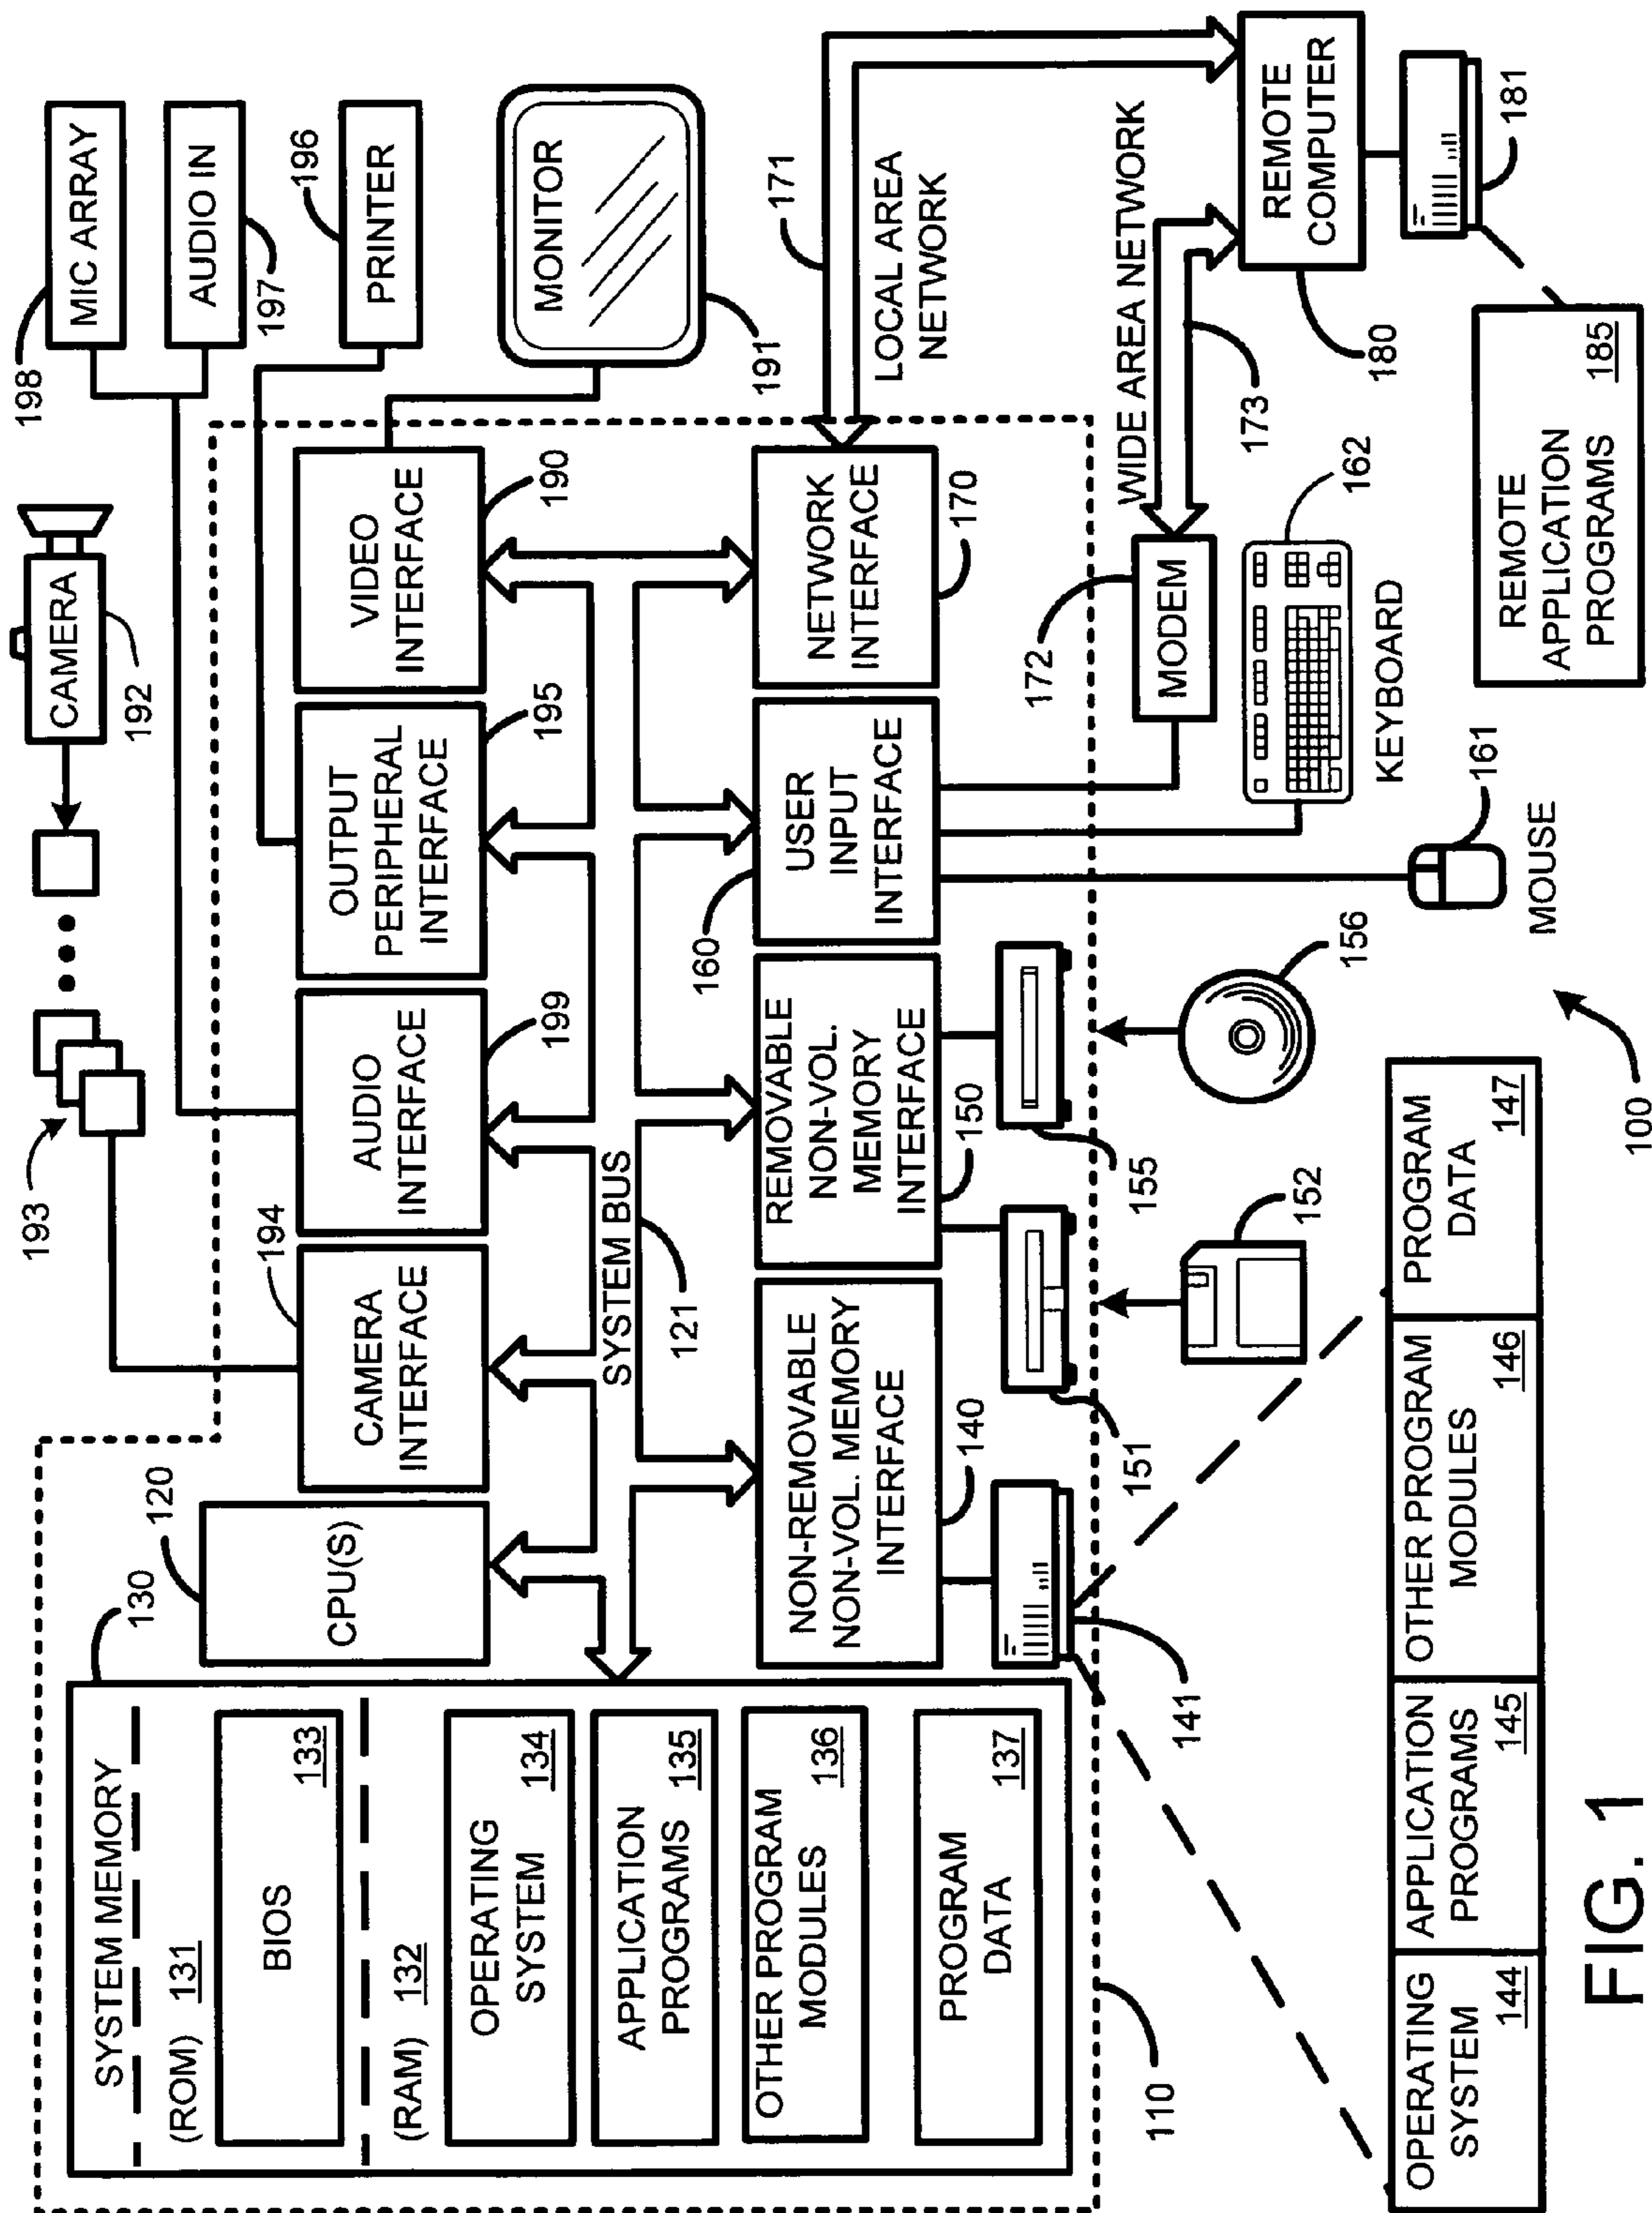 SYSTEM MEMORY
(ROM) 131
BIOS
133
(RAM) 132
OPERATING
SYSTEM
134
APPLICATION
PROGRAMS
135
OTHER PROGRAM
MODULES
136
PROGRAM
DATA
137
130
120
CPU(S)
110
193
194
CAMERA
INTERFACE
AUDIO
INTERFACE
199
OUTPUT
PERIPHERAL
INTERFACE
195
VIDEO
INTERFACE
190
CAMERA
192
198
MIC ARRAY
AUDIO IN
197
196
PRINTER
MONITOR
191
SYSTEM BUS
121
NON-REMOVABLE
NON-VOL. MEMORY
INTERFACE
140
REMOVABLE
NON-VOL.
MEMORY
INTERFACE
150
160
USER
INPUT
INTERFACE
NETWORK
INTERFACE
170
171
LOCAL AREA
NETWORK
WIDE AREA NETWORK
173
172
MODEM
REMOTE
COMPUTER
180
181
REMOTE
APPLICATION
PROGRAMS
185
162
KEYBOARD
161
MOUSE
141
151
152
155
156
OPERATING
SYSTEM
144
APPLICATION
PROGRAMS
145
OTHER PROGRAM
MODULES
146
PROGRAM
DATA
147
100
FIG. 1